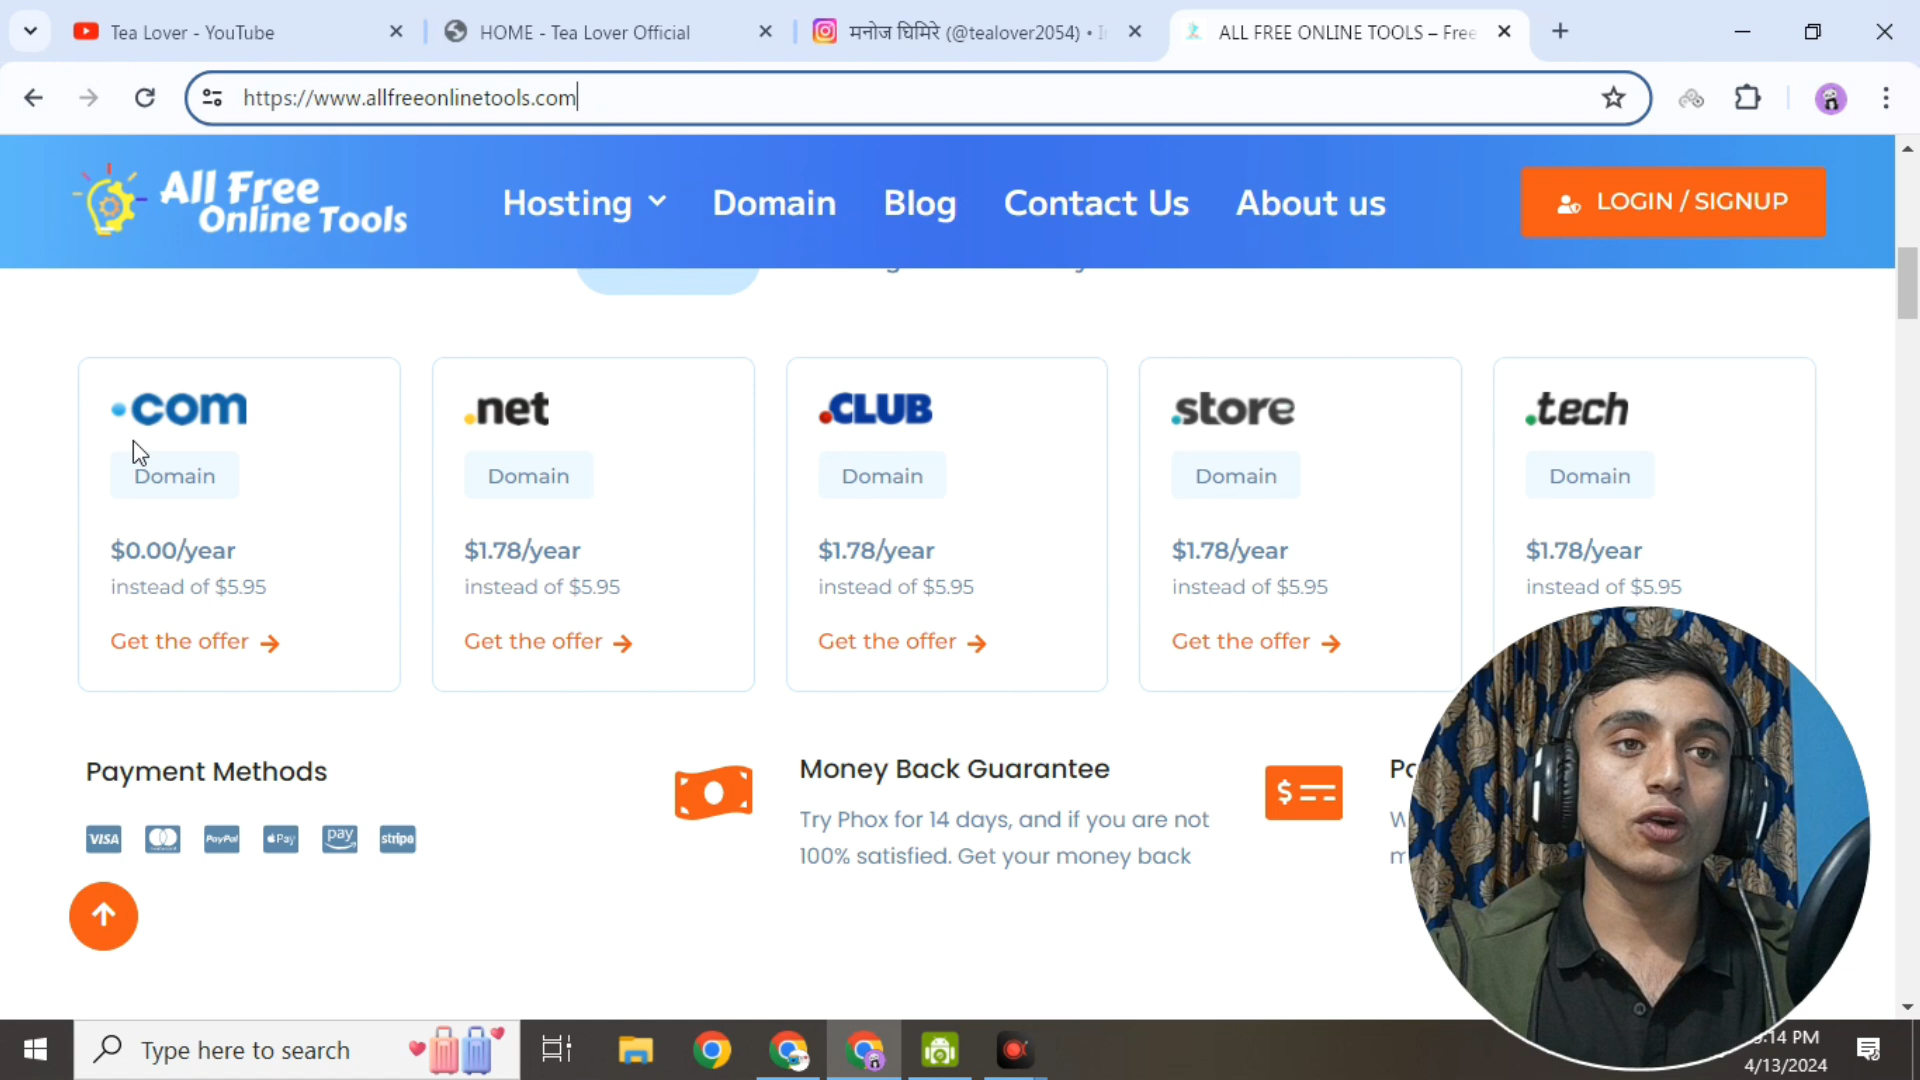 Tea Lover - YouTube
HOME - Tea Lover Official
मनोज घिमिरे (@tealover2054) •
ALL FREE ONLINE TOOLS – Free
https://www.allfreeonlinetools.com
All Free
Online Tools
Hosting
Domain
Blog
Contact Us
About us
LOGIN / SIGNUP
.com
Domain
$0.00/year
instead of $5.95
Get the offer
.net
Domain
$1.78/year
instead of $5.95
Get the offer
.CLUB
Domain
$1.78/year
instead of $5.95
Get the offer
.store
Domain
$1.78/year
instead of $5.95
Get the offer
.tech
Domain
$1.78/year
instead of $5.95
Payment Methods
VISA
PayPal
Pay
pay
stripe
Money Back Guarantee
Try Phox for 14 days, and if you are not
100% satisfied. Get your money back
$
Type here to search
:14 PM
4/13/2024